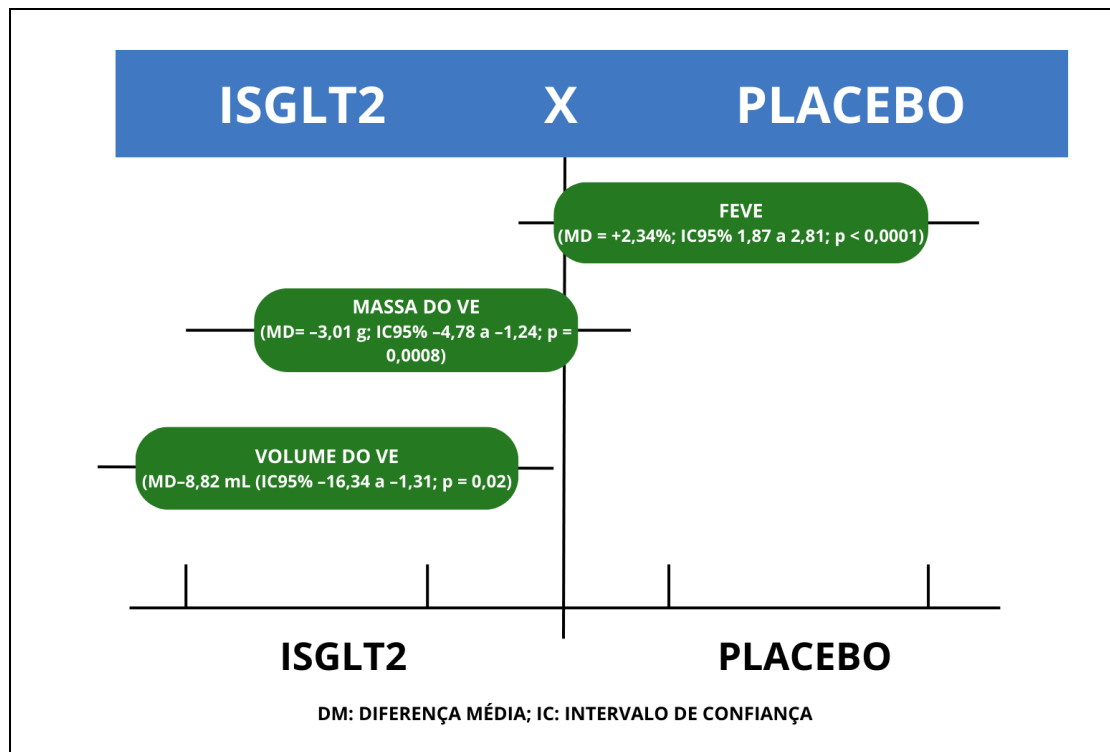 ISGLT2 X PLACEBO
FEVE
(MD = +2,34%; IC95% 1,87 a 2,81; p < 0,0001)
MASSA DO VE
(MD= –3,01 g; IC95% –4,78 a –1,24; p =
0,0008)
VOLUME DO VE
(MD–8,82 mL (IC95% –16,34 a –1,31; p = 0,02)
ISGLT2 PLACEBO
DM: DIFERENÇA MÉDIA; IC: INTERVALO DE CONFIANÇA